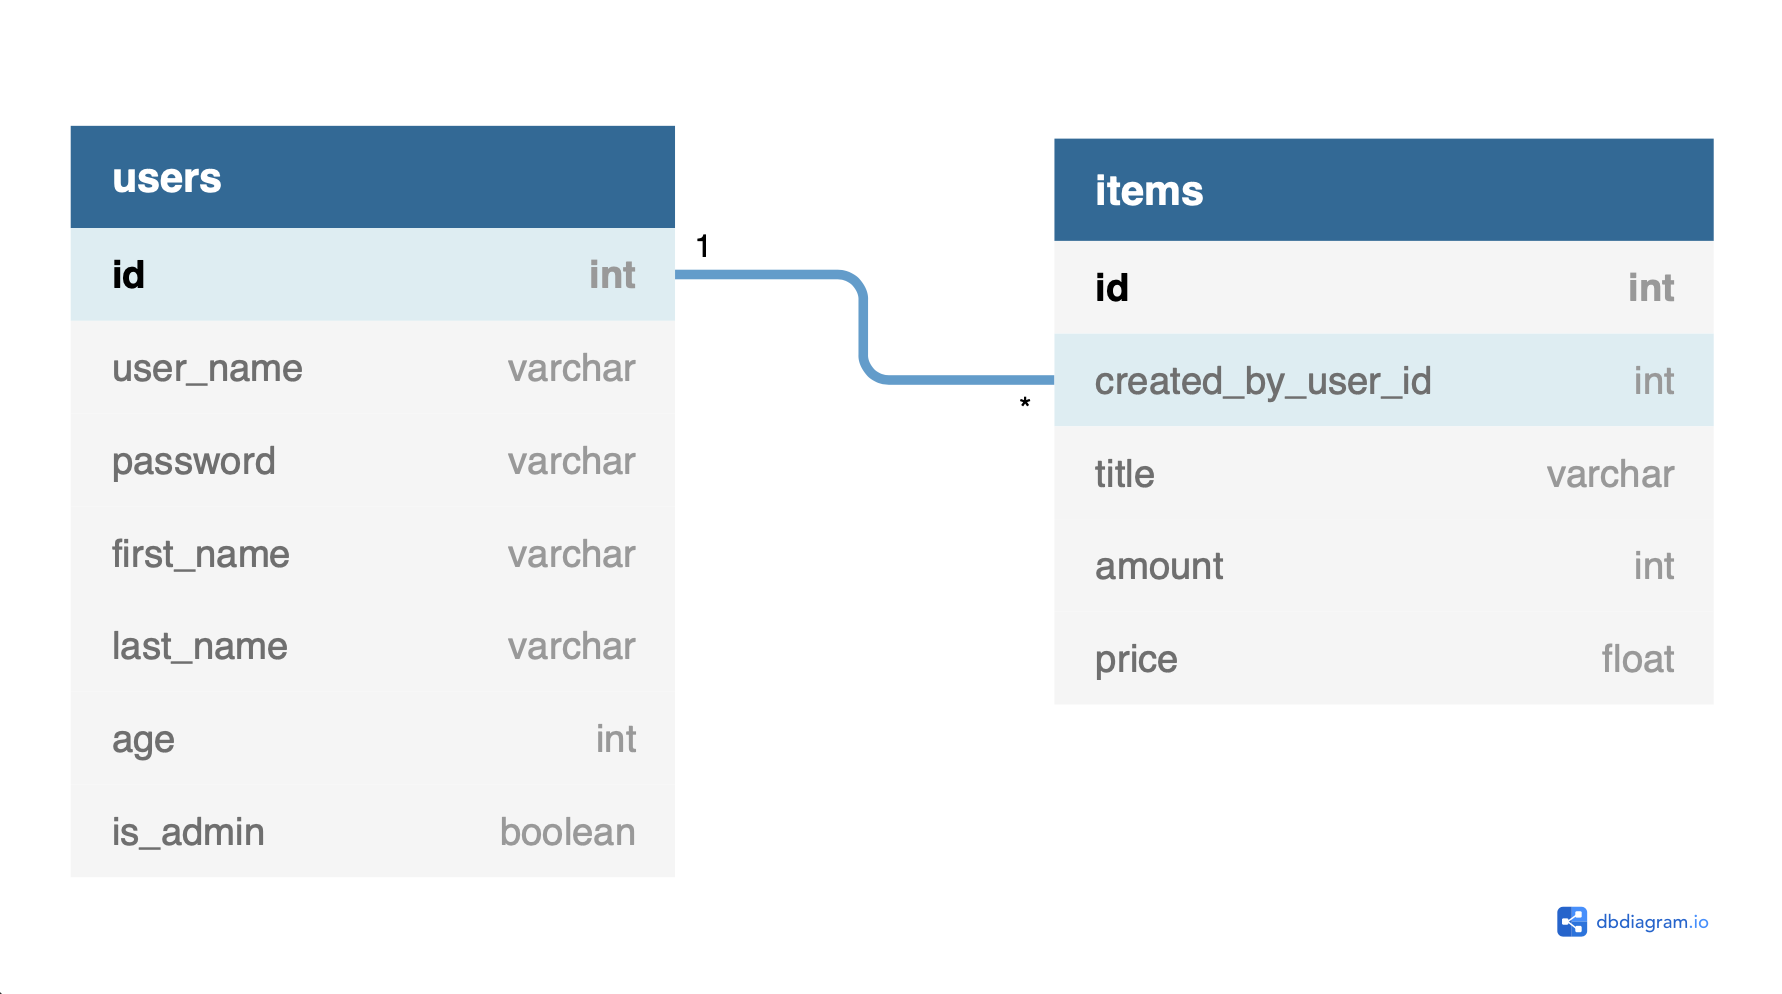 users
id int
user_name varchar
password varchar
first_name varchar
last_name varchar
age int
is_admin boolean
1
*
items
id int
created_by_user_id int
title varchar
amount int
price float
dbdiagram.io